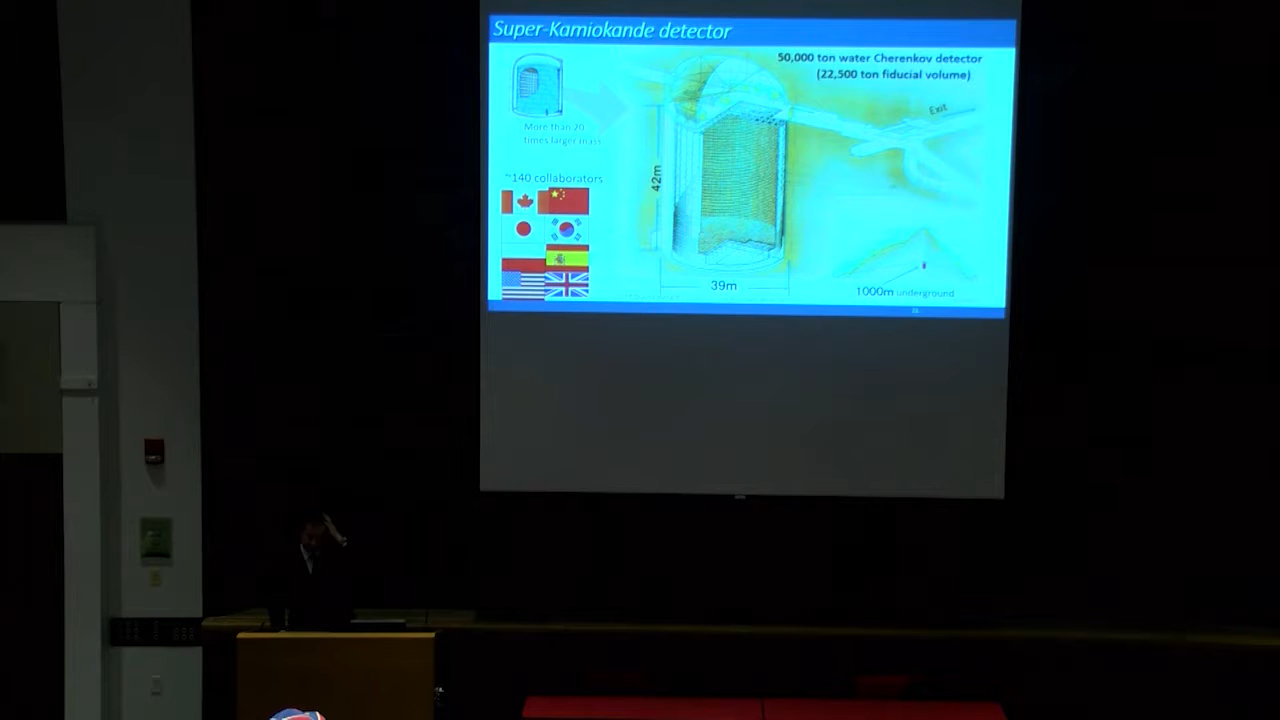 Super-Kamiokande detector
50,000 ton water Cherenkov detector
(22,500 ton fiducial volume)
Exit
More than 20
times larger mass
42m
~140 collaborators
39m
1000m underground